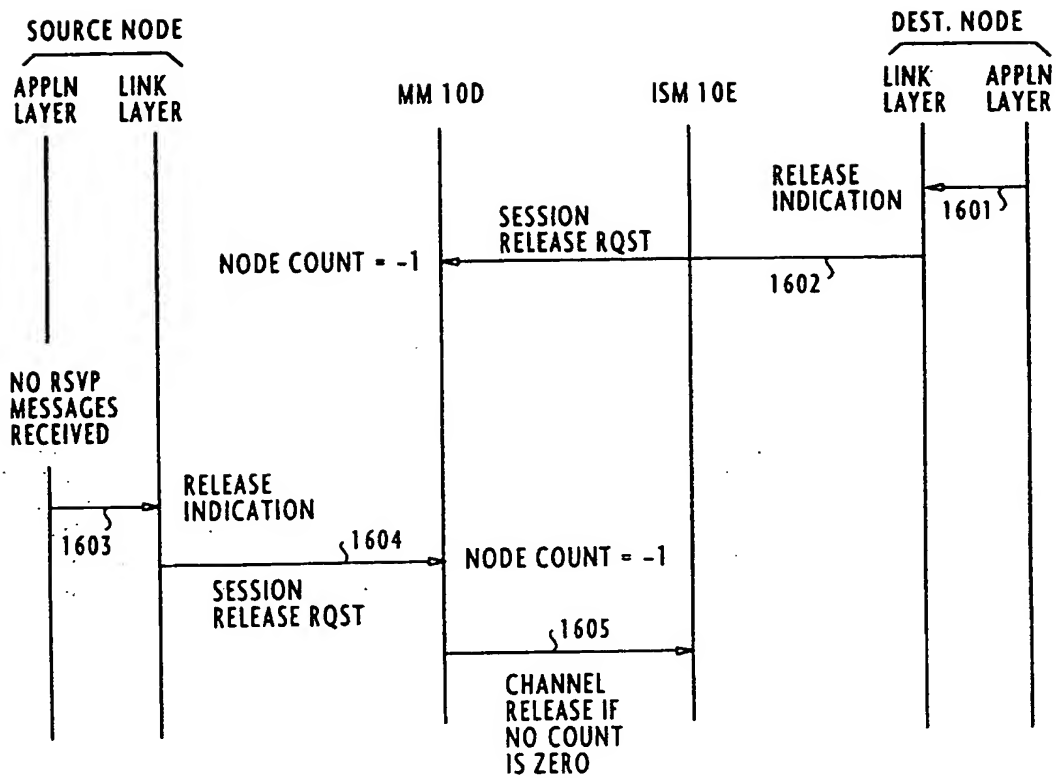 SOURCE NODE
DEST. NODE
APPLN
LAYER
LINK
LAYER
MM 10D
ISM 10E
LINK
LAYER
APPLN
LAYER
RELEASE
INDICATION
1601
SESSION
RELEASE RQST
NODE COUNT = -1
1602
NO RSVP
MESSAGES
RECEIVED
RELEASE
INDICATION
1603
1604
NODE COUNT = -1
SESSION
RELEASE RQST
1605
CHANNEL
RELEASE IF
NO COUNT
IS ZERO